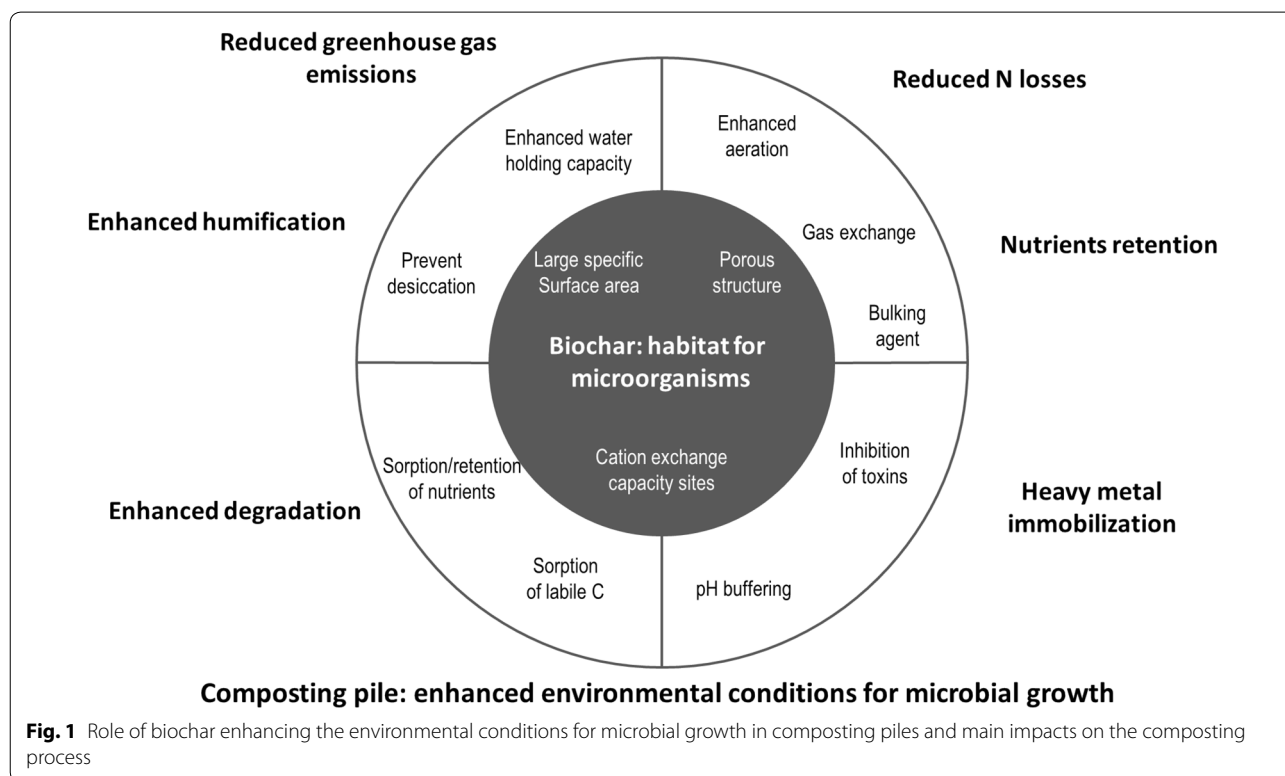 Reduced greenhouse gas
emissions
Reduced N losses
Enhanced water
holding capacity
Enhanced
aeration
Enhanced humification
Gas exchange
Nutrients retention
Prevent
desiccation
Large specific
Surface area
Porous
structure
Bulking
agent
Biochar: habitat for
microorganisms
Sorption/retention
of nutrients
Cation exchange
capacity sites
Inhibition
of toxins
Enhanced degradation
Heavy metal
immobilization
Sorption
of labile C
pH buffering
Composting pile: enhanced environmental conditions for microbial growth
Fig. 1 Role of biochar enhancing the environmental conditions for microbial growth in composting piles and main impacts on the composting
process